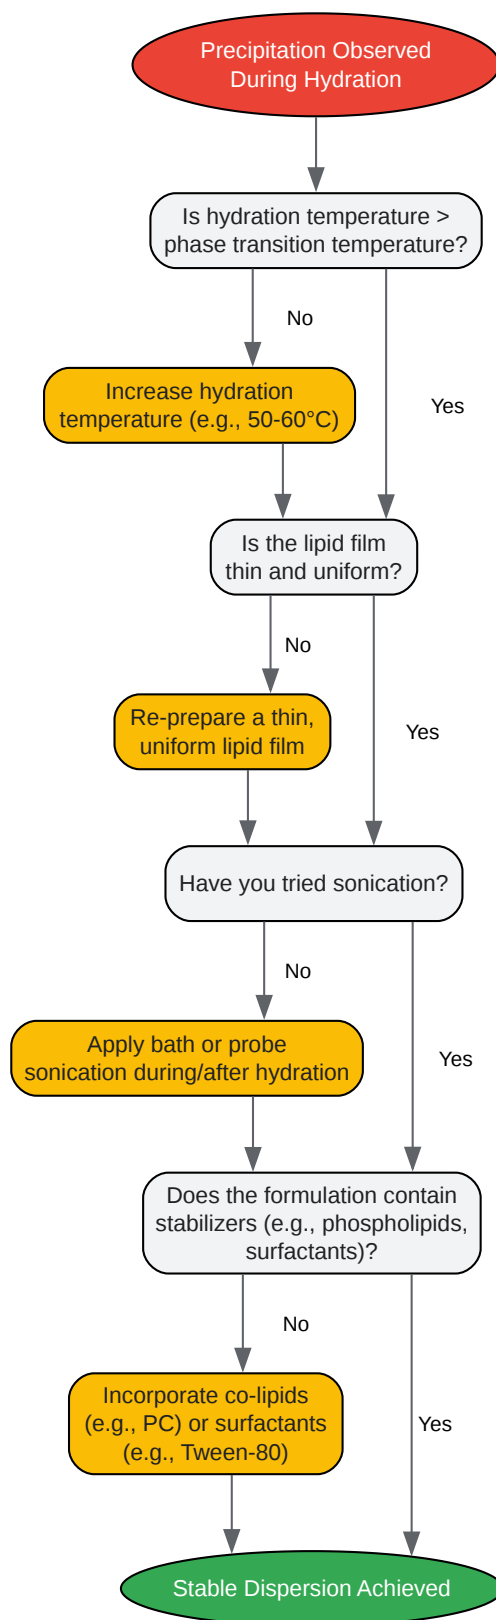 Precipitation Observed
During Hydration
Is hydration temperature >
phase transition temperature?
No
Increase hydration
temperature (e.g., 50-60°C)
Yes
Is the lipid film
thin and uniform?
No
Re-prepare a thin,
uniform lipid film
Yes
Have you tried sonication?
No
Apply bath or probe
sonication during/after hydration
Yes
Does the formulation contain
stabilizers (e.g., phospholipids,
surfactants)?
No
Incorporate co-lipids
(e.g., PC) or surfactants
(e.g., Tween-80)
Yes
Stable Dispersion Achieved